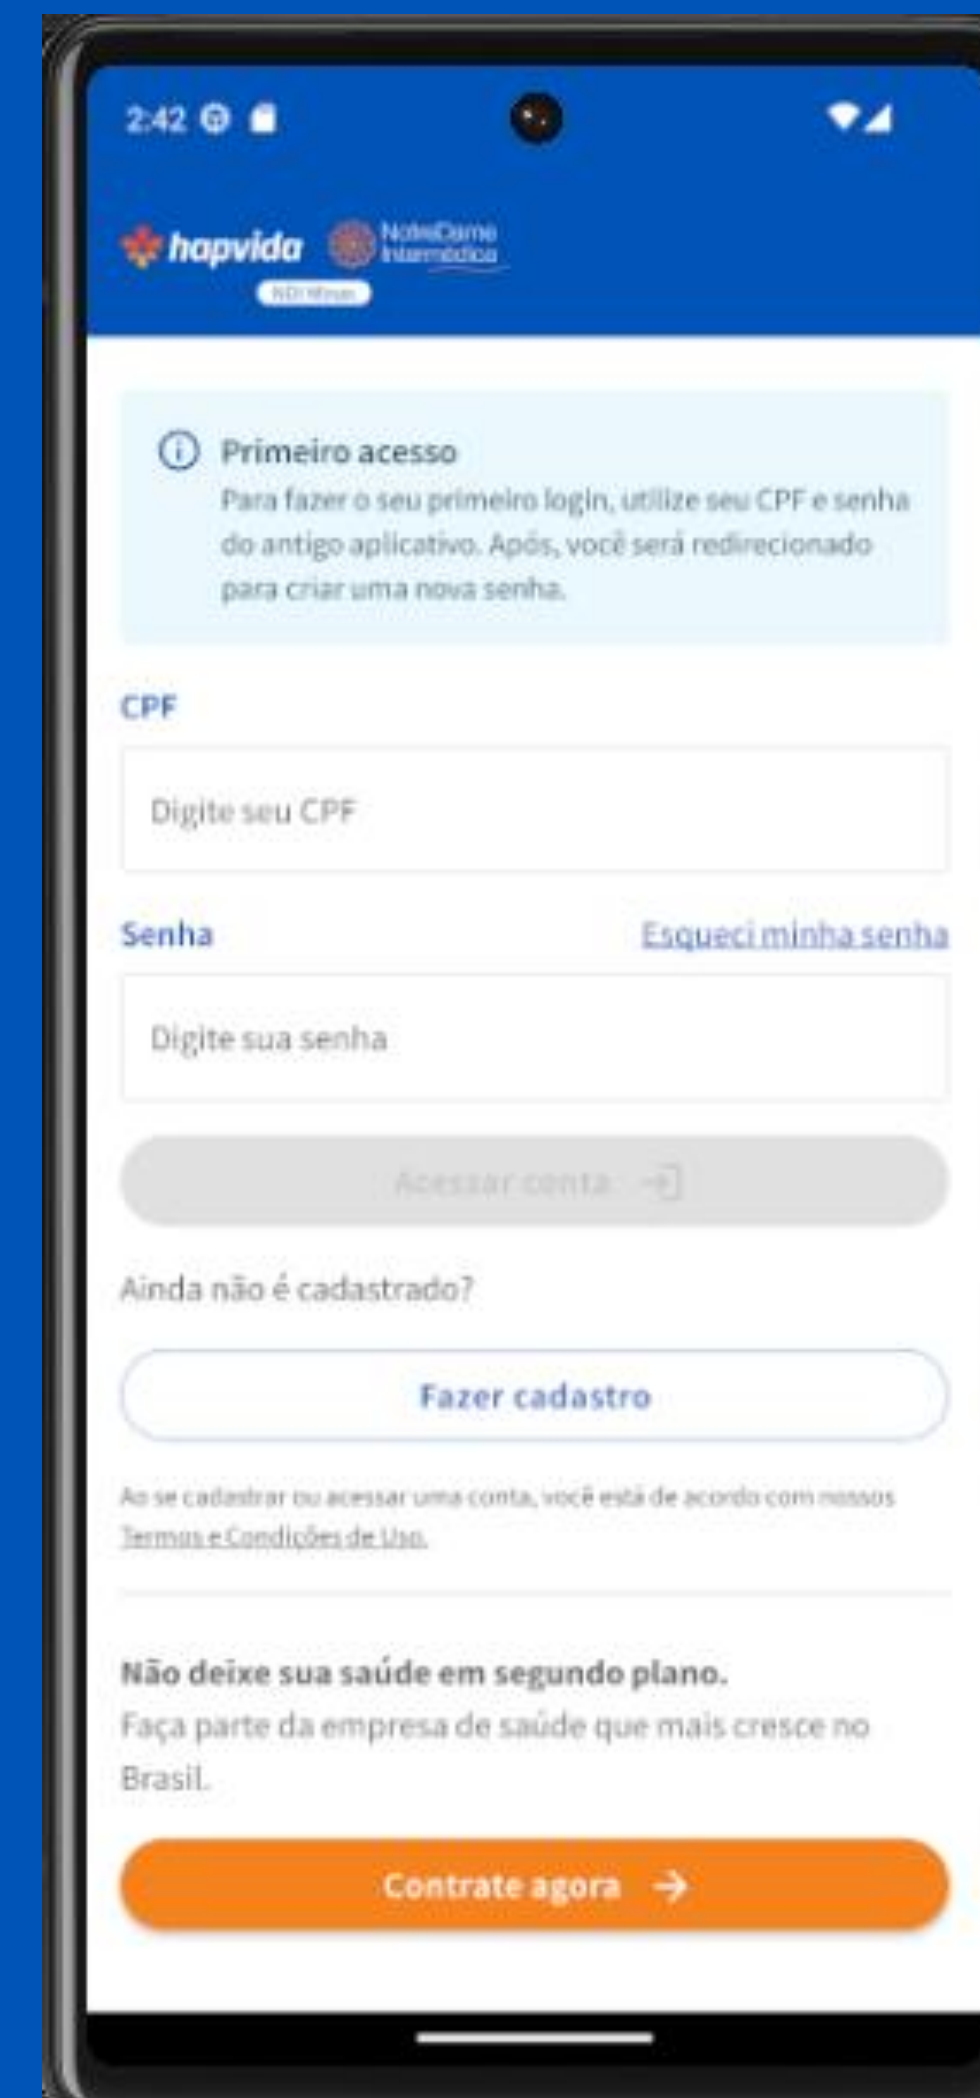 2:42
hapvida NotreDame
Intermédica
NDI Minas
Primeiro acesso
Para fazer o seu primeiro login, utilize seu CPF e senha
do antigo aplicativo. Após, você será redirecionado
para criar uma nova senha.
CPF
Digite seu CPF
Senha Esqueci minha senha
Digite sua senha
Acessar conta
Ainda não é cadastrado?
Fazer cadastro
Ao se cadastrar ou acessar uma conta, você está de acordo com nossos
Termos e Condições de Uso.
Não deixe sua saúde em segundo plano.
Faça parte da empresa de saúde que mais cresce no
Brasil.
Contrate agora